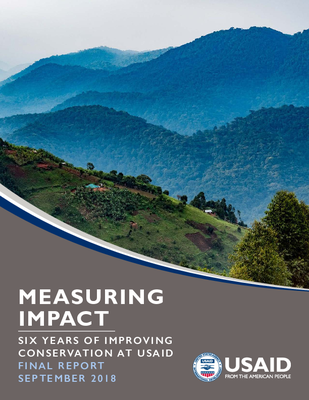 MEASURING
IMPACT
SIX YEARS OF IMPROVING
CONSERVATION AT USAID
FINAL REPORT
SEPTEMBER 2018
USAID
FROM THE AMERICAN PEOPLE